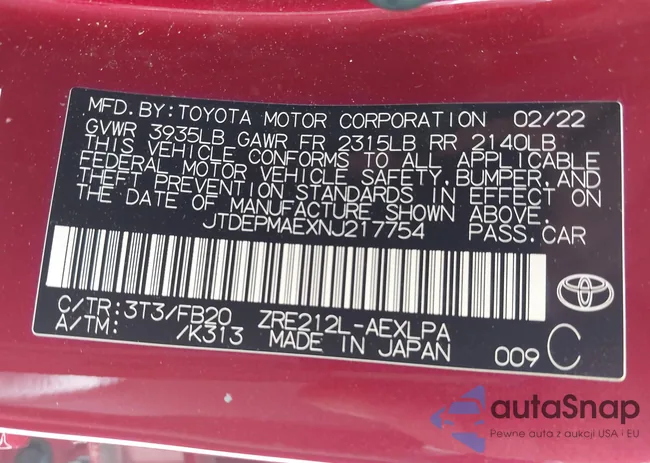 MFD. BY: TOYOTA MOTOR CORPORATION 02/22
GVWR 3935LB GAWR FR 2315LB RR 2140LB
THIS VEHICLE CONFORMS TO ALL APPLICABLE
FEDERAL MOTOR VEHICLE SAFETY, BUMPER, AND
THEFT PREVENTION STANDARDS IN EFFECT ON
THE DATE OF MANUFACTURE SHOWN ABOVE.
JTDEPMAEXNJ217754 PASS.CAR
C/TR: 3T3/FB20 ZRE212L-AEXLPA
A/TM: /K313 MADE IN JAPAN 009 C
autaSnap
Pewne auta z aukcji USA i EU